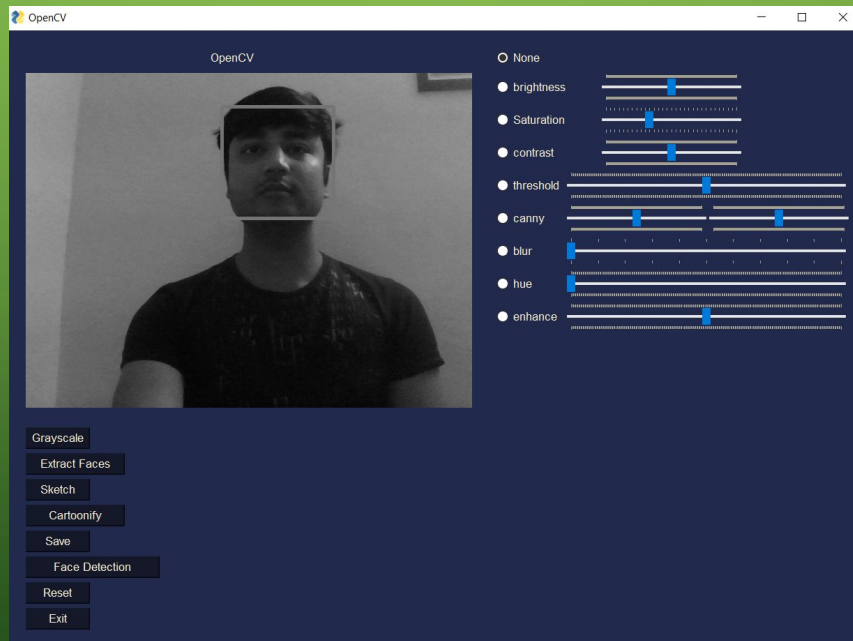 OpenCV
OpenCV
None
brightness
Saturation
contrast
threshold
canny
blur
hue
enhance
Grayscale
Extract Faces
Sketch
Cartoonify
Save
Face Detection
Reset
Exit